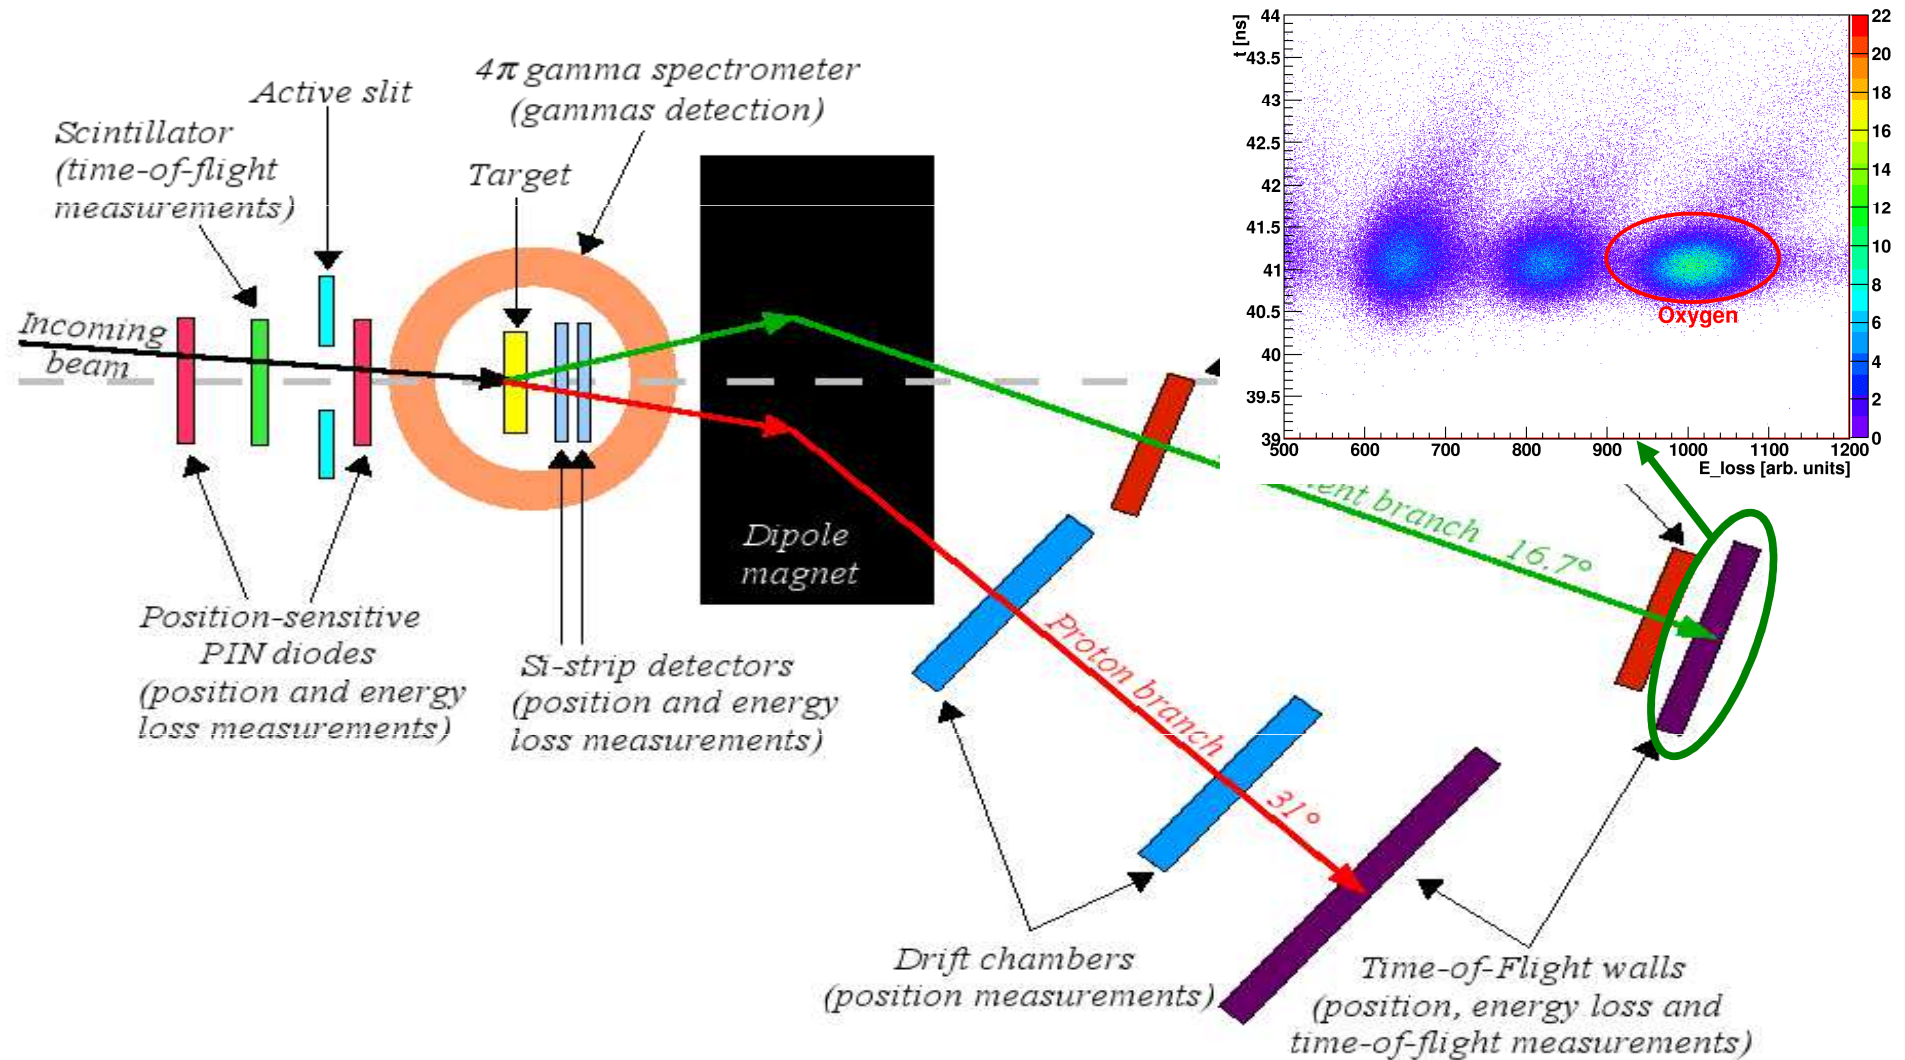 Active slit
4π gamma spectrometer
(gammas detection)
Scintillator
(time-of-flight
measurements)
Target
Incoming
beam
Dipole
magnet
Position-sensitive
PIN diodes
(position and energy
loss measurements)
Si-strip detectors
(position and energy
loss measurements)
Proton branch
31°
branch 16.7°
Drift chambers
(position measurements)
Time-of-Flight walls
(position, energy loss and
time-of-flight measurements)
t [ns]
44
43.5
43
42.5
42
41.5
41
40.5
40
39.5
39
500 600 700 800 900 1000 1100 1200
E_loss [arb. units]
Oxygen
22
20
18
16
14
12
10
8
6
4
2
0